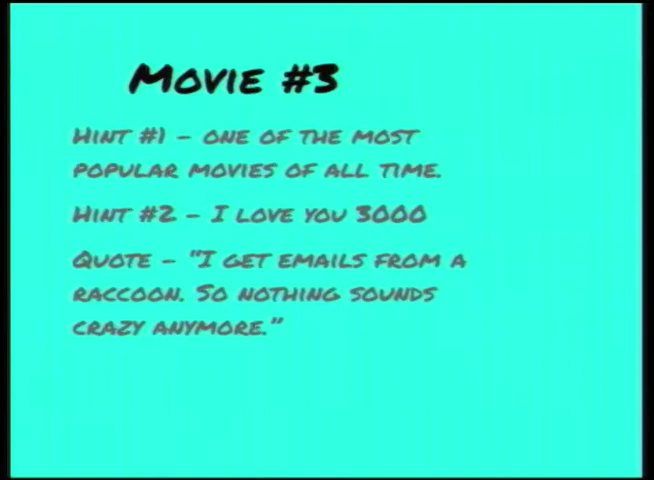 Movie #3
Hint #1 - one of the most
popular movies of all time.
Hint #2 - I love you 3000
Quote - "I get emails from a
raccoon. So nothing sounds
crazy anymore."